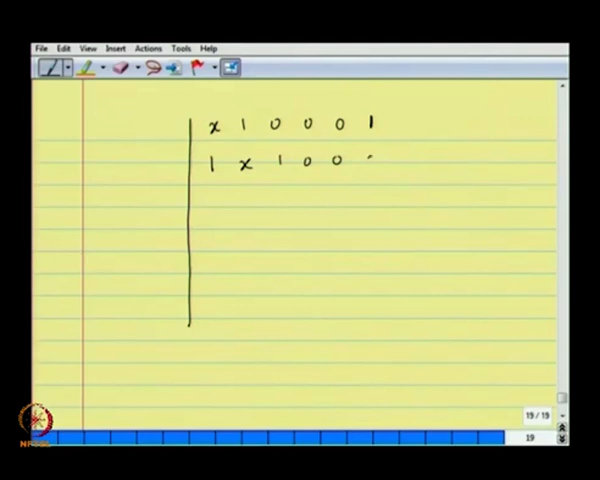 File Edit View Insert Actions Tools Help
x 1 0 0 0 1
1 x 1 0 0
19 / 19
19
NPTEL